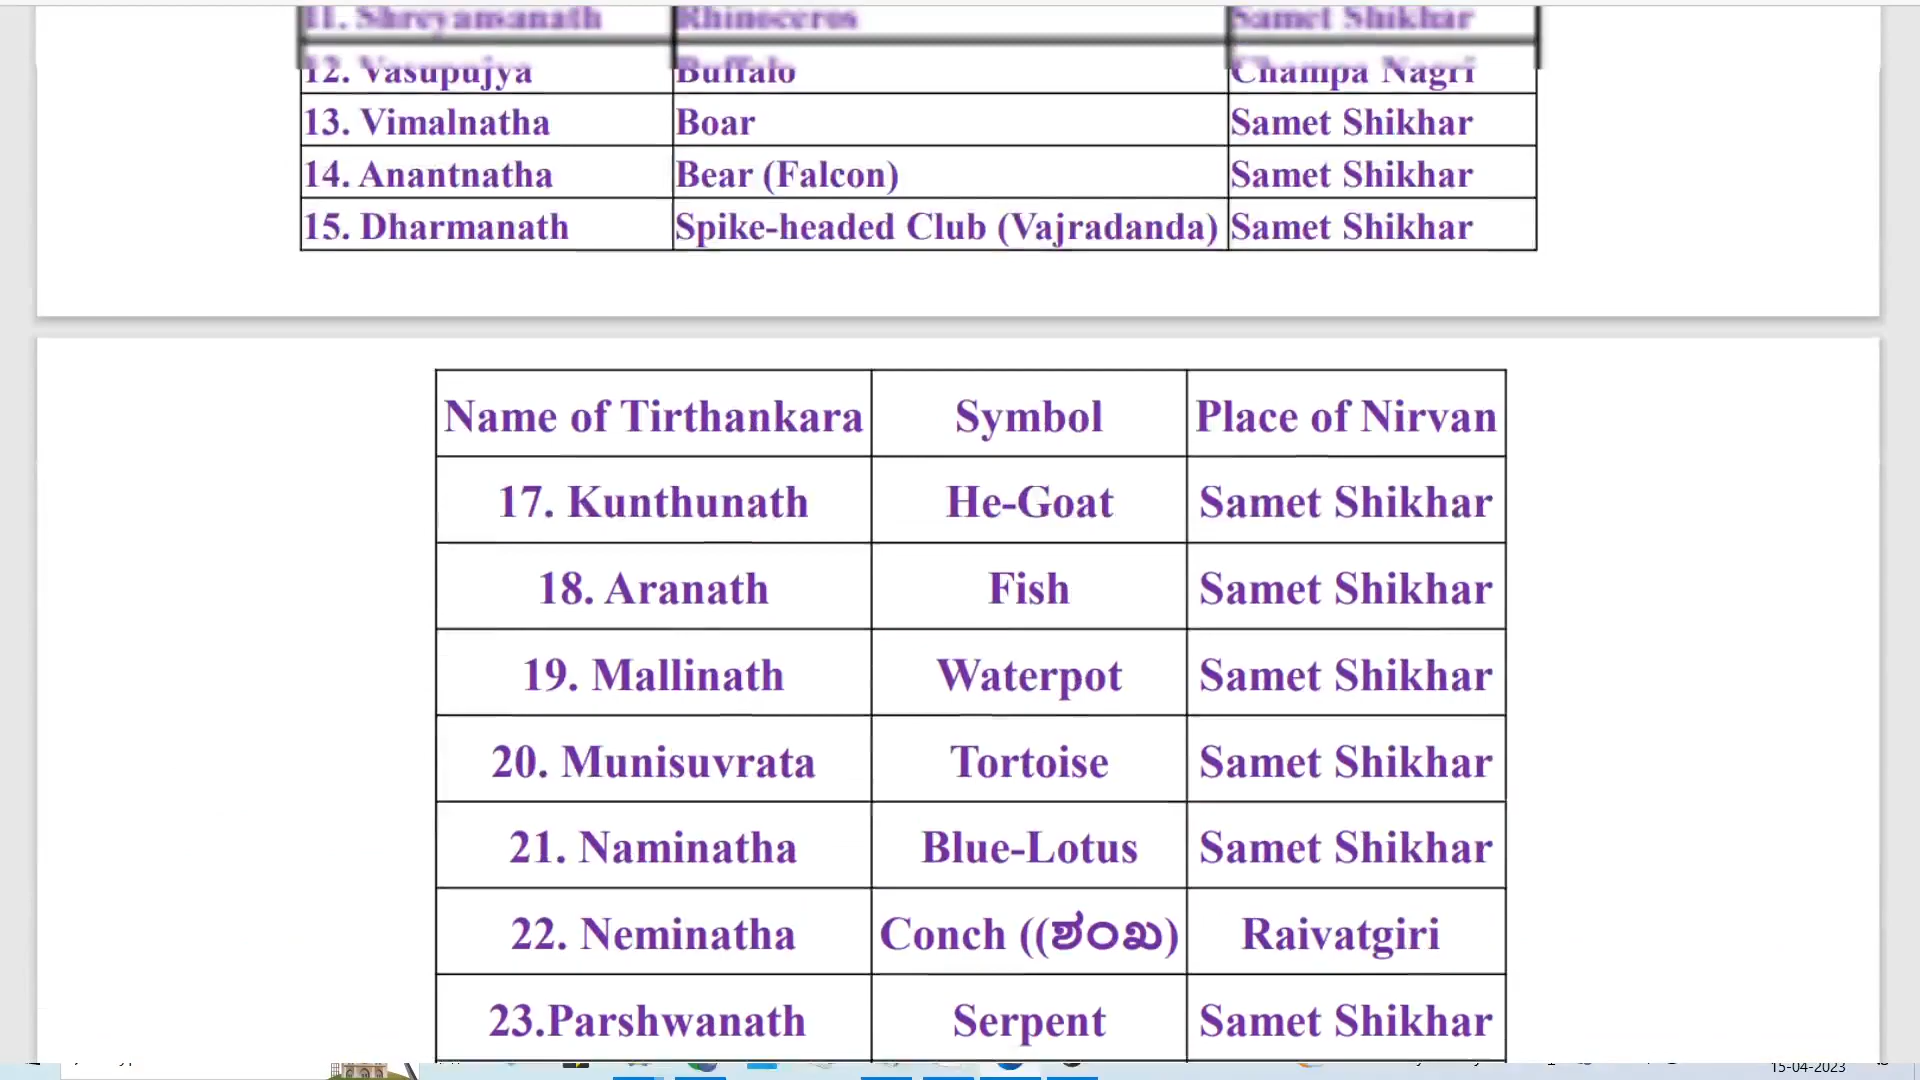 11. Shreyansanath Rhinoceros Samet Shikhar
12. Vasupujya Buffalo Champa Nagri
13. Vimalnatha Boar Samet Shikhar
14. Anantnatha Bear (Falcon) Samet Shikhar
15. Dharmanath Spike-headed Club (Vajradanda) Samet Shikhar
Name of Tirthankara Symbol Place of Nirvan
17. Kunthunath He-Goat Samet Shikhar
18. Aranath Fish Samet Shikhar
19. Mallinath Waterpot Samet Shikhar
20. Munisuvrata Tortoise Samet Shikhar
21. Naminatha Blue-Lotus Samet Shikhar
22. Neminatha Conch ((ಶಂಖ) Raivatgiri
23.Parshwanath Serpent Samet Shikhar
15-04-2023